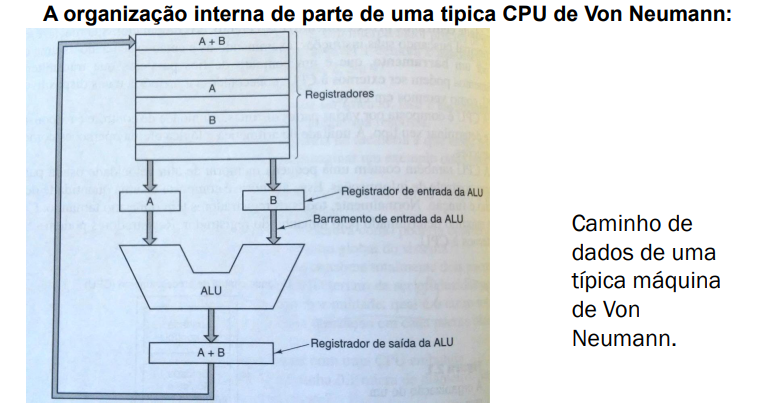 A organização interna de parte de uma tipica CPU de Von Neumann:
A + B
A
Registradores
B
A
B
Registrador de entrada da ALU
Barramento de entrada da ALU
ALU
Registrador de saída da ALU
A + B
Caminho de
dados de uma
típica máquina
de Von
Neumann.